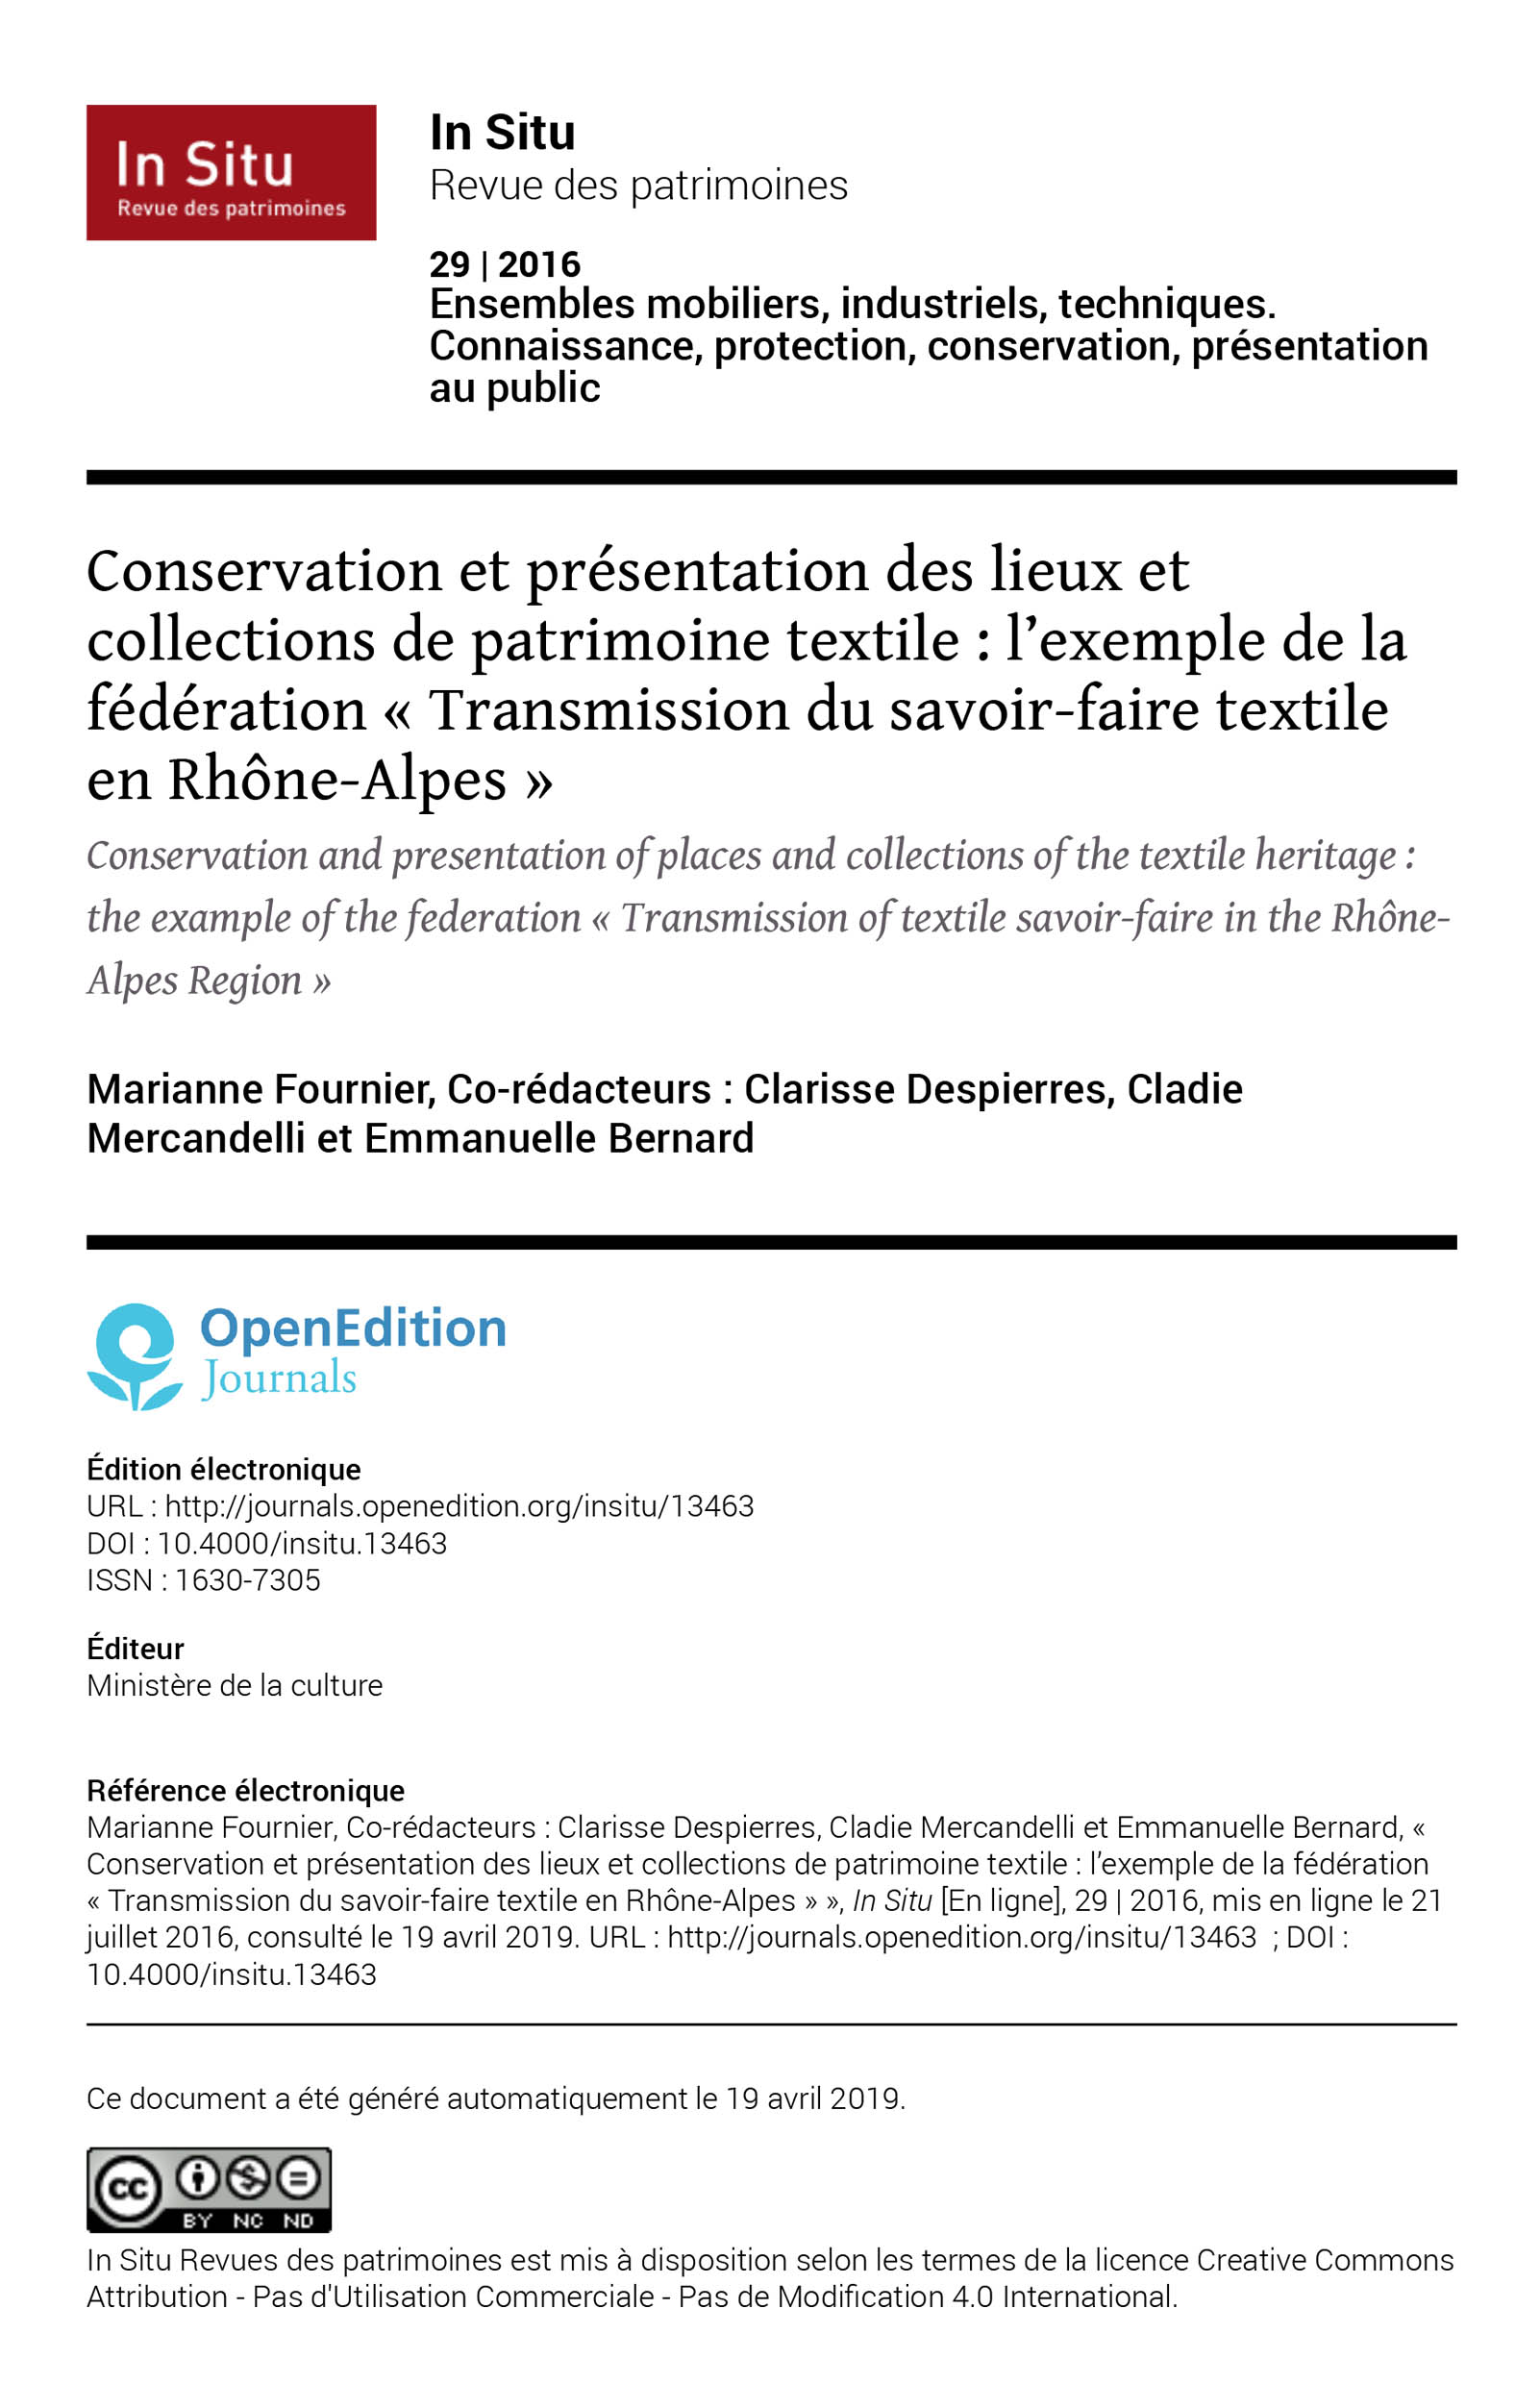 In Situ
Revue des patrimoines
In Situ
Revue des patrimoines
29 | 2016
Ensembles mobiliers, industriels, techniques.
Connaissance, protection, conservation, présentation
au public
Conservation et présentation des lieux et
collections de patrimoine textile : l’exemple de la
fédération « Transmission du savoir-faire textile
en Rhône-Alpes »
Conservation and presentation of places and collections of the textile heritage :
the example of the federation « Transmission of textile savoir-faire in the Rhône-
Alpes Region »
Marianne Fournier, Co-rédacteurs : Clarisse Despierres, Cladie
Mercandelli et Emmanuelle Bernard
OpenEdition
Journals
Édition électronique
URL : http://journals.openedition.org/insitu/13463
DOI : 10.4000/insitu.13463
ISSN : 1630-7305
Éditeur
Ministère de la culture
Référence électronique
Marianne Fournier, Co-rédacteurs : Clarisse Despierres, Cladie Mercandelli et Emmanuelle Bernard, «
Conservation et présentation des lieux et collections de patrimoine textile : l’exemple de la fédération
« Transmission du savoir-faire textile en Rhône-Alpes » », In Situ [En ligne], 29 | 2016, mis en ligne le 21
juillet 2016, consulté le 19 avril 2019. URL : http://journals.openedition.org/insitu/13463 ; DOI :
10.4000/insitu.13463
Ce document a été généré automatiquement le 19 avril 2019.
cc
BY NC ND
In Situ Revues des patrimoines est mis à disposition selon les termes de la licence Creative Commons
Attribution - Pas d'Utilisation Commerciale - Pas de Modification 4.0 International.